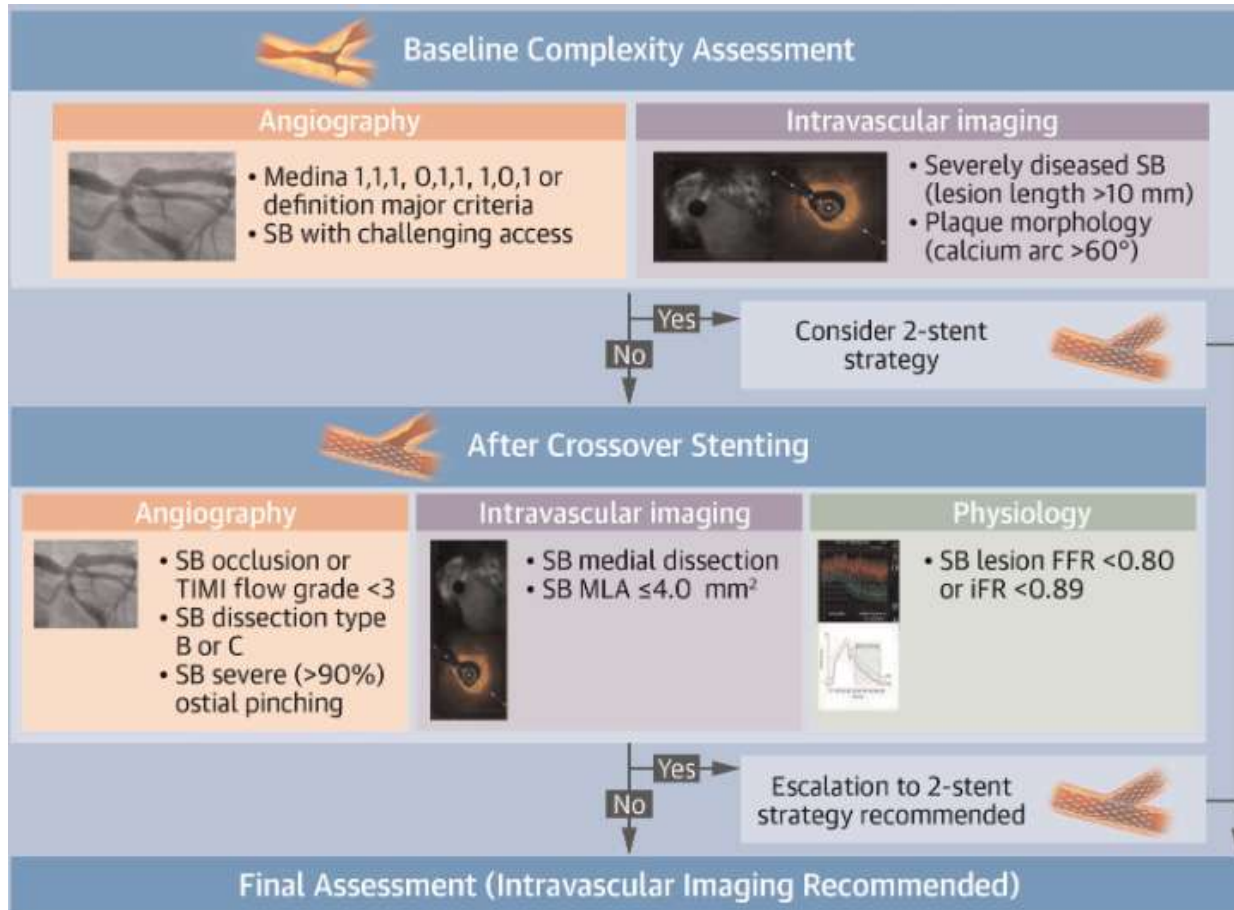 Baseline Complexity Assessment
Angiography
• Medina 1,1,1, 0,1,1, 1,0,1 or
definition major criteria
• SB with challenging access
Intravascular imaging
• Severely diseased SB
(lesion length >10 mm)
• Plaque morphology
(calcium arc >60°)
Yes
No
Consider 2-stent
strategy
After Crossover Stenting
Angiography
• SB occlusion or
TIMI flow grade <3
• SB dissection type
B or C
• SB severe (>90%)
ostial pinching
Intravascular imaging
• SB medial dissection
• SB MLA ≤4.0 mm²
Physiology
• SB lesion FFR <0.80
or iFR <0.89
Yes
No
Escalation to 2-stent
strategy recommended
Final Assessment (Intravascular Imaging Recommended)